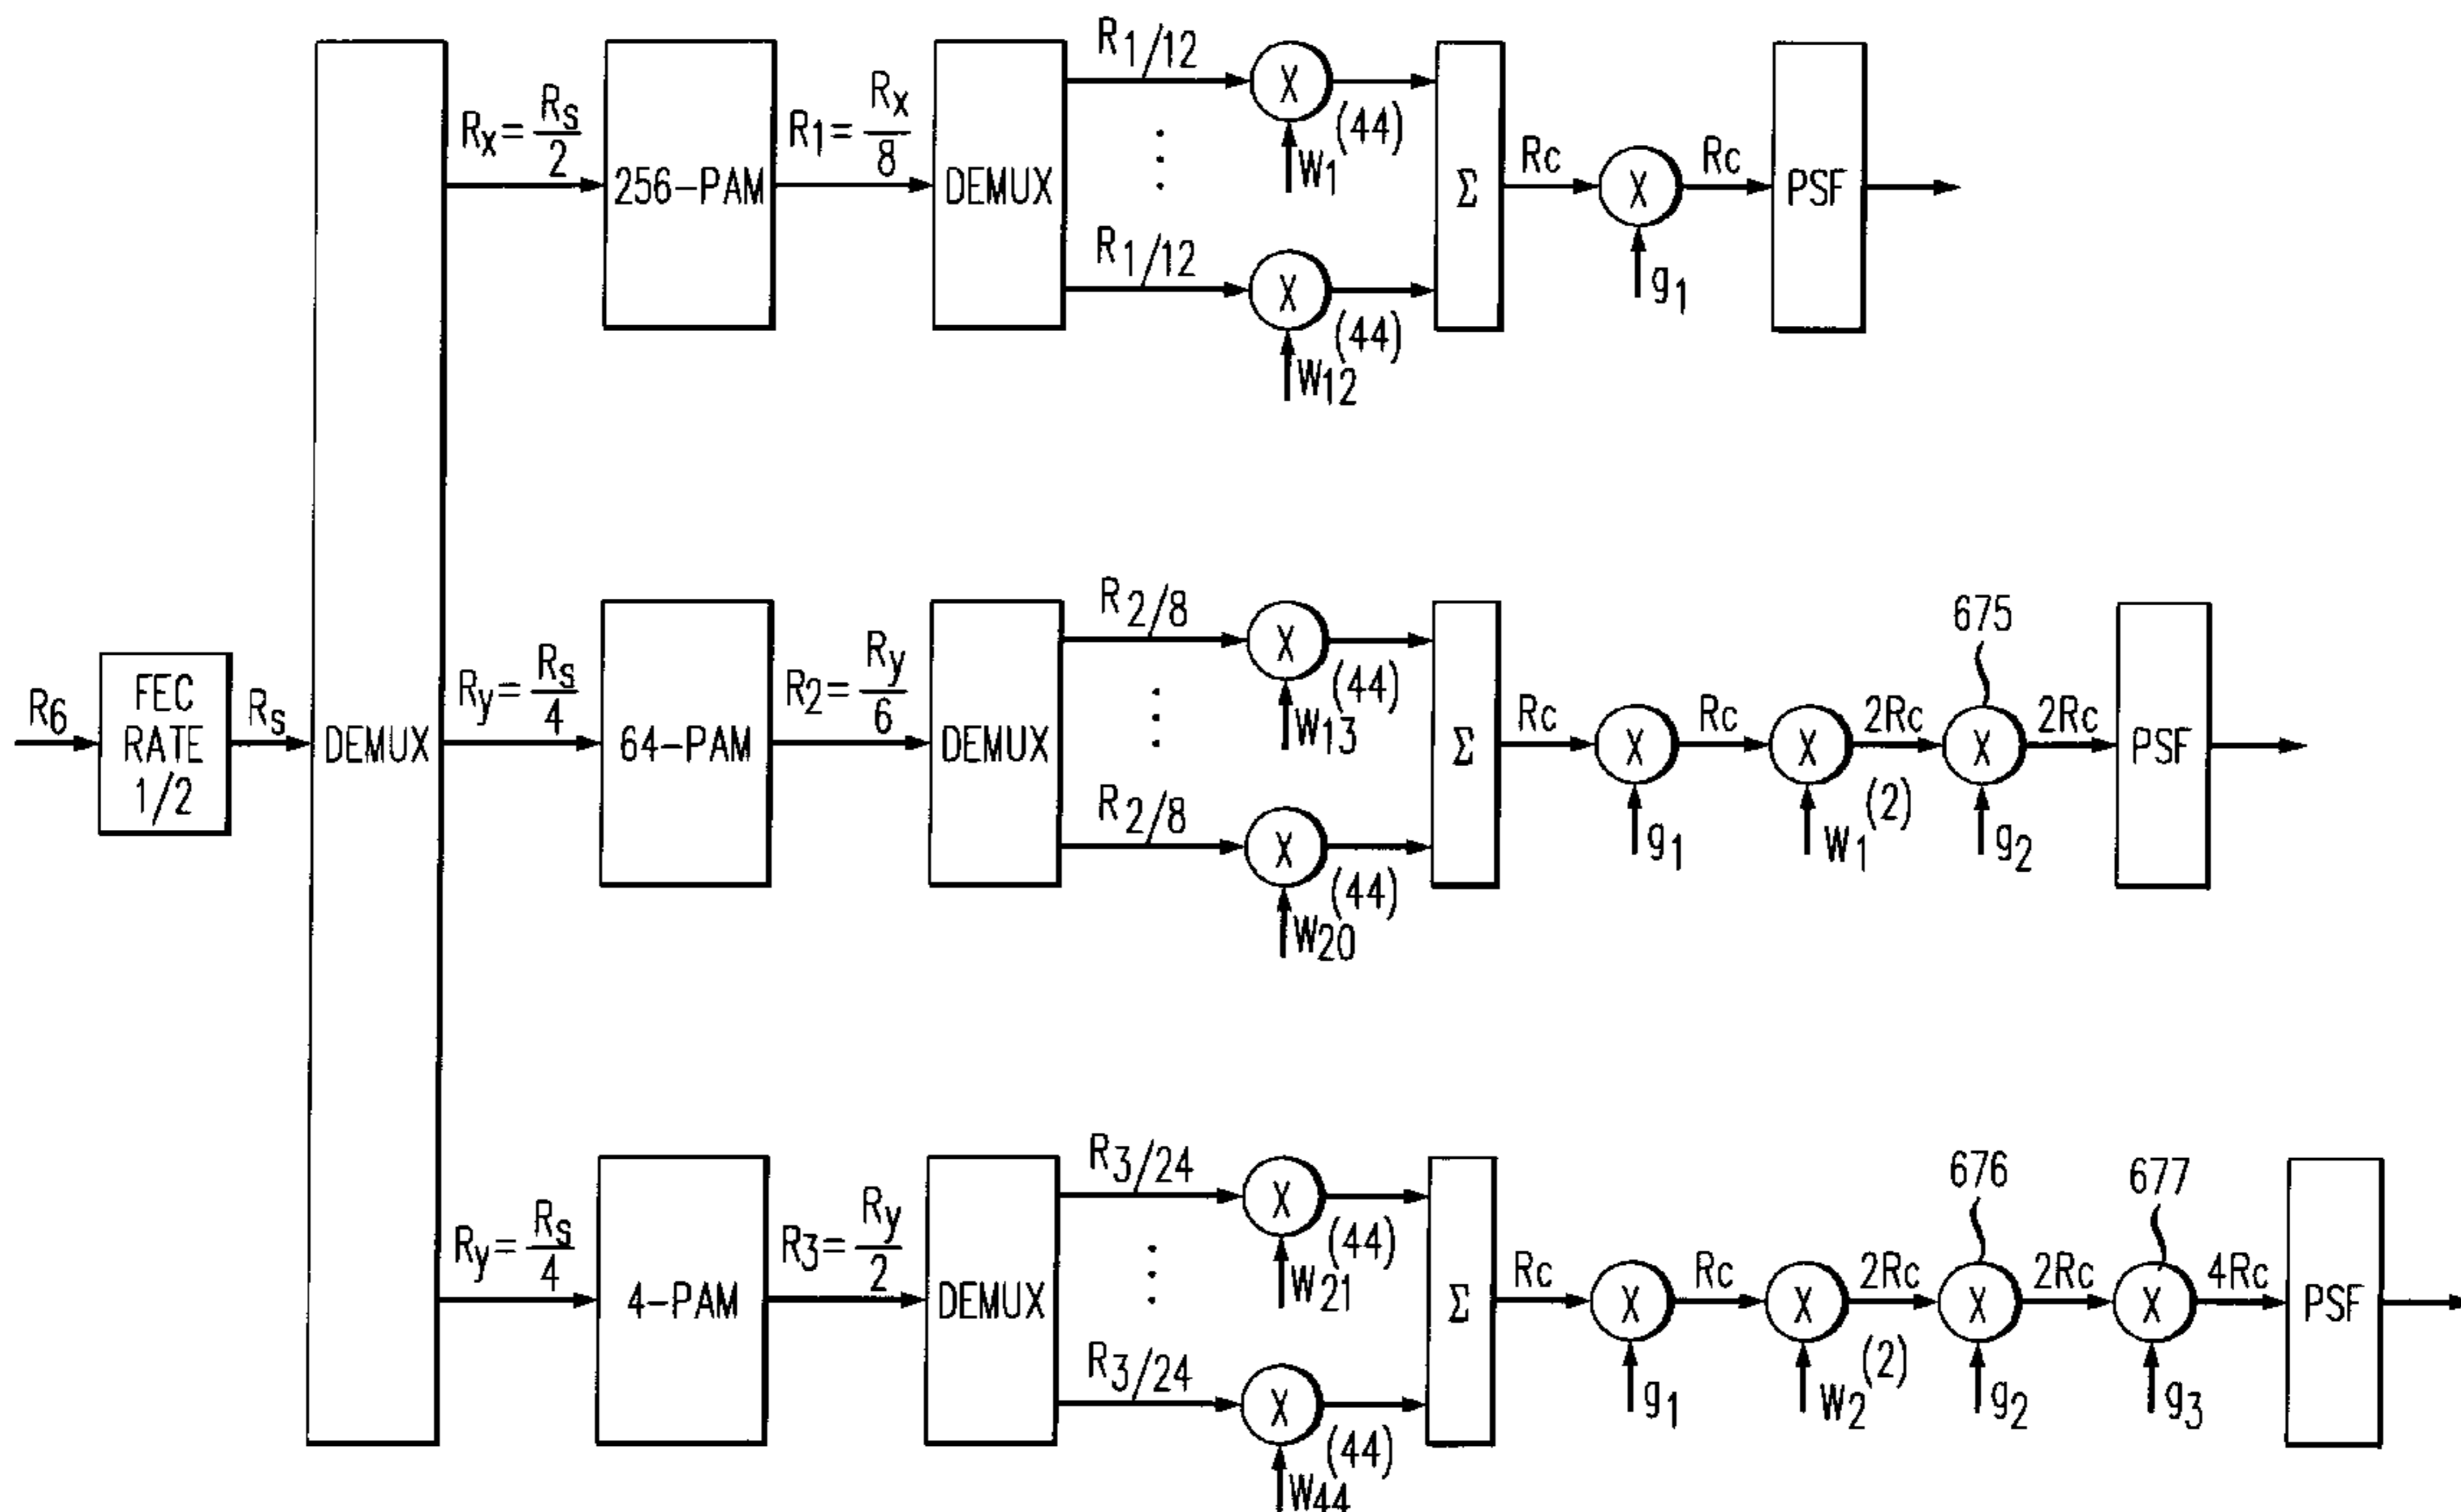 R1/12
Rx=Rs/2
256-PAM
R1=Rx/8
DEMUX
X
W1(44)
⋮
R1/12
X
W12(44)
Σ
Rc
X
g1
Rc
PSF
R6
FEC
RATE
1/2
Rs
DEMUX
Ry=Rs/4
64-PAM
R2=Ry/6
DEMUX
R2/8
X
W13(44)
⋮
R2/8
X
W20(44)
Σ
Rc
X
g1
Rc
X
W1(2)
2Rc
675
X
g2
2Rc
PSF
Ry=Rs/4
4-PAM
R3=Ry/2
DEMUX
R3/24
X
W21(44)
⋮
R3/24
X
W44(44)
Σ
Rc
X
g1
Rc
X
W2(2)
2Rc
676
X
g2
2Rc
677
X
g3
4Rc
PSF